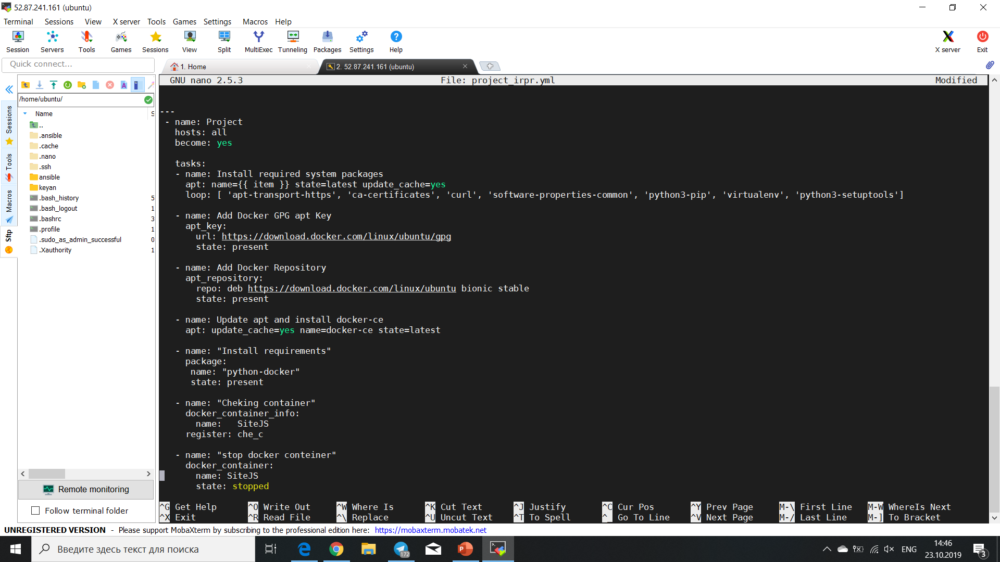 52.87.241.161 (ubuntu)
Terminal Sessions View X server Tools Games Settings Macros Help
Session Servers Tools Games Sessions View Split MultiExec Tunneling Packages Settings Help X server Exit
Quick connect...
1. Home
2. 52.87.241.161 (ubuntu)
/home/ubuntu/
Name S
..
.ansible
.cache
.nano
.ssh
ansible
keyan
.bash_history 5
.bash_logout 1
.bashrc 3
.profile 1
.sudo_as_admin_successful 0
.Xauthority 1
Sessions
Tools
Macros
Sftp
Remote monitoring
Follow terminal folder
GNU nano 2.5.3 File: project_irpr.yml Modified
---
- name: Project
hosts: all
become: yes
tasks:
- name: Install required system packages
apt: name={{ item }} state=latest update_cache=yes
loop: [ 'apt-transport-https', 'ca-certificates', 'curl', 'software-properties-common', 'python3-pip', 'virtualenv', 'python3-setuptools']
- name: Add Docker GPG apt Key
apt_key:
url: https://download.docker.com/linux/ubuntu/gpg
state: present
- name: Add Docker Repository
apt_repository:
repo: deb https://download.docker.com/linux/ubuntu bionic stable
state: present
- name: Update apt and install docker-ce
apt: update_cache=yes name=docker-ce state=latest
- name: "Install requirements"
package:
name: "python-docker"
state: present
- name: "Cheking container"
docker_container_info:
name:   SiteJS
register: che_c
- name: "stop docker conteiner"
docker_container:
name: SiteJS
state: stopped
^G Get Help ^O Write Out ^W Where Is ^K Cut Text ^J Justify ^C Cur Pos ^Y Prev Page M-\ First Line M-W WhereIs Next
^X Exit ^R Read File ^\ Replace ^U Uncut Text ^T To Spell ^_ Go To Line ^V Next Page M-/ Last Line M-] To Bracket
UNREGISTERED VERSION - Please support MobaXterm by subscribing to the professional edition here: https://mobaxterm.mobatek.net
Введите здесь текст для поиска
172
ENG
14:46
23.10.2019
3